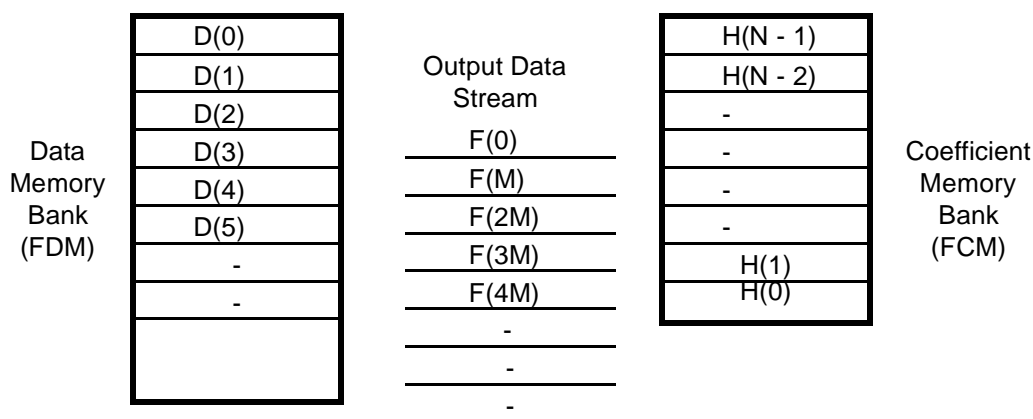 Data
Memory
Bank
(FDM)
D(0)
D(1)
D(2)
D(3)
D(4)
D(5)
-
-
Output Data
Stream
F(0)
F(M)
F(2M)
F(3M)
F(4M)
-
-
-
H(N - 1)
H(N - 2)
-
-
-
-
H(1)
H(0)
Coefficient
Memory
Bank
(FCM)